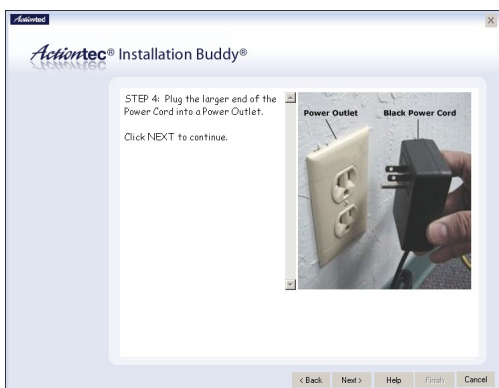 Actiontec
Actiontec® Installation Buddy®
STEP 4: Plug the larger end of the
Power Cord into a Power Outlet.
Click NEXT to continue.
Power Outlet
Black Power Cord
< Back
Next >
Help
Finish
Cancel